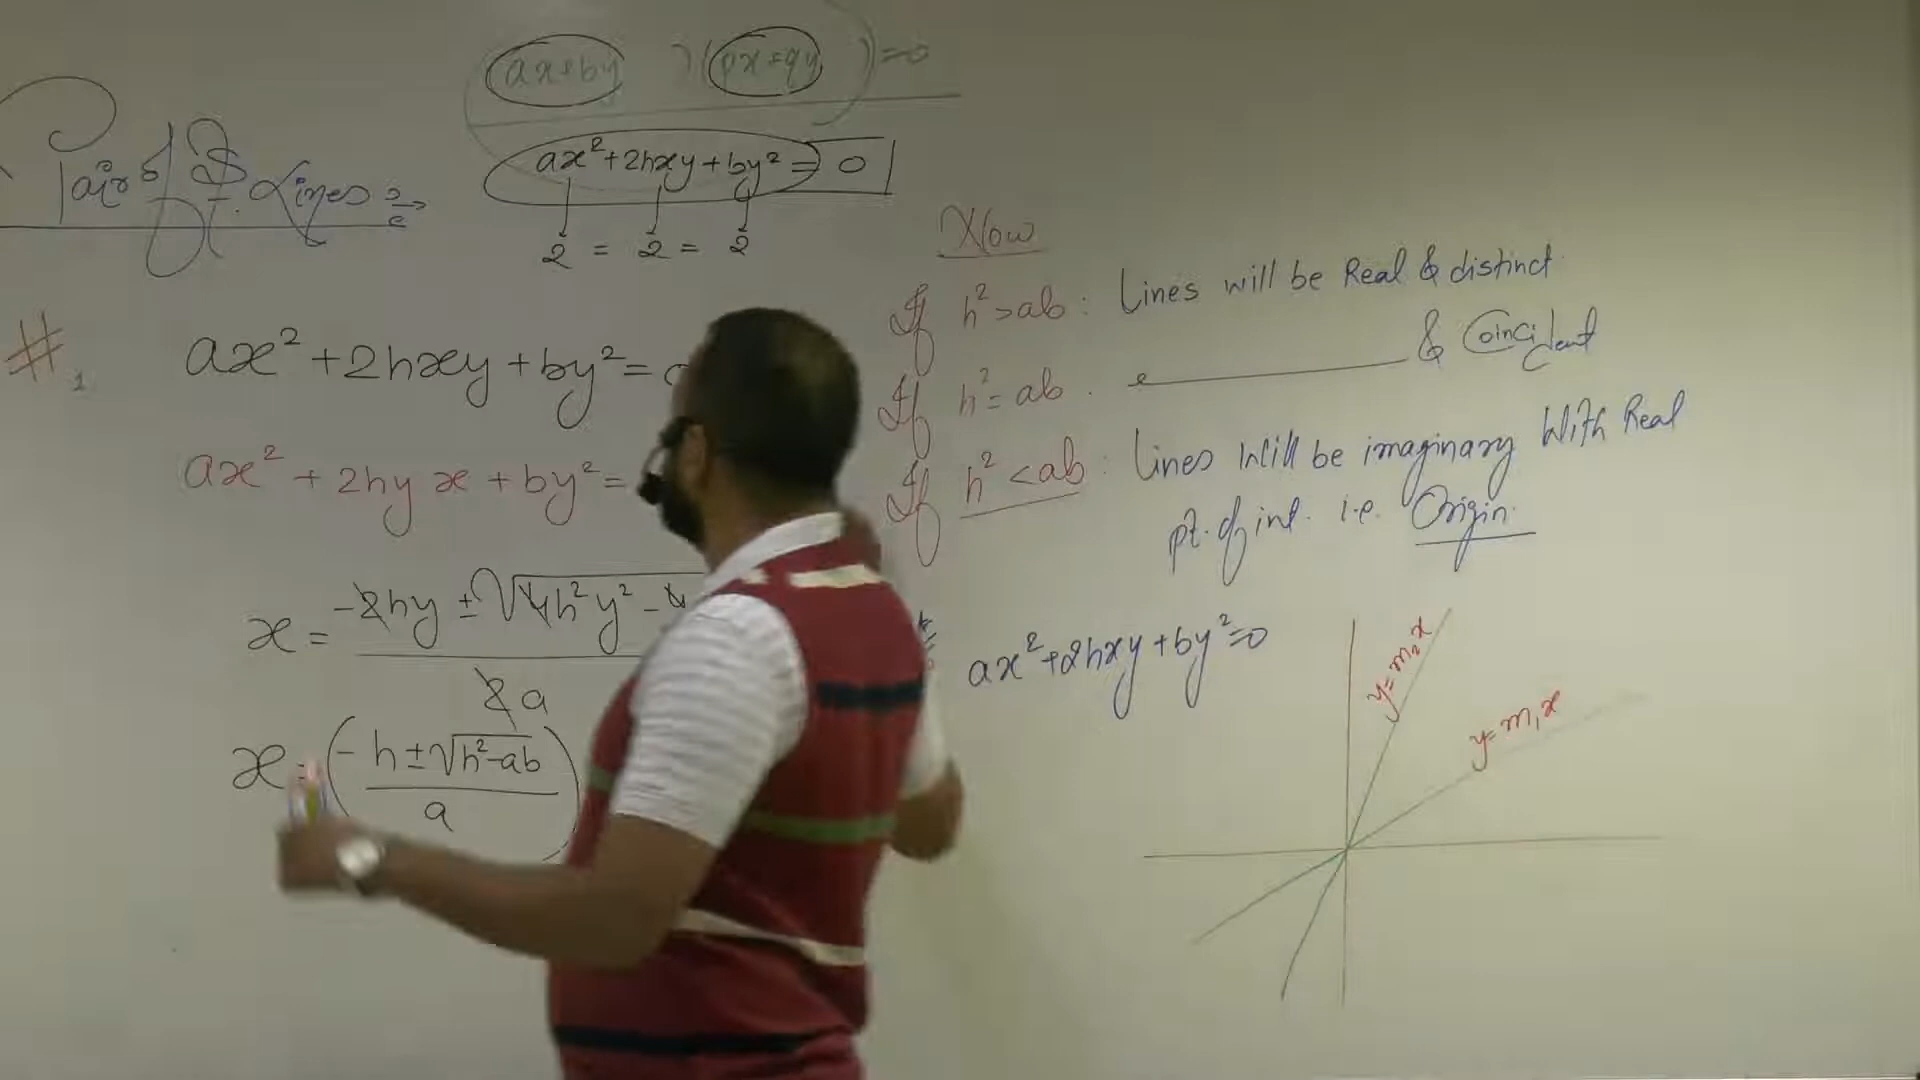 (ax+by )(px+qy )=0
Pair of St. Lines
ax²+2hxy+by² = 0
2 = 2 = 2
#1. ax²+2hxy+by²=
ax²+2hyx+by²=
x = -2hy ± √4h²y² - 4
2a
x = (-h±√h²-ab)
a
Now
If h²>ab: Lines will be Real & distinct
If h²=ab. & Coincident
If h²<ab: Lines Will be imaginary With Real
pt. of int. i.e. Origin.
ax²+2hxy+by²=0
y=m₂x
y=m₁x